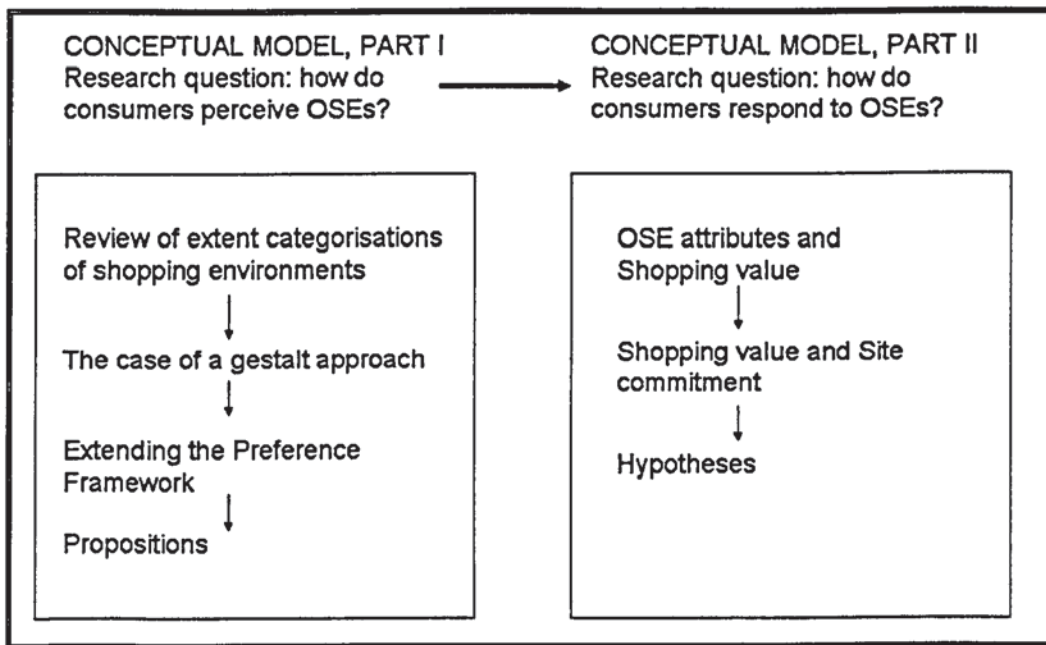 CONCEPTUAL MODEL, PART I
Research question: how do
consumers perceive OSEs?
CONCEPTUAL MODEL, PART II
Research question: how do
consumers respond to OSEs?
Review of extent categorisations
of shopping environments
The case of a gestalt approach
Extending the Preference
Framework
Propositions
OSE attributes and
Shopping value
Shopping value and Site
commitment
Hypotheses